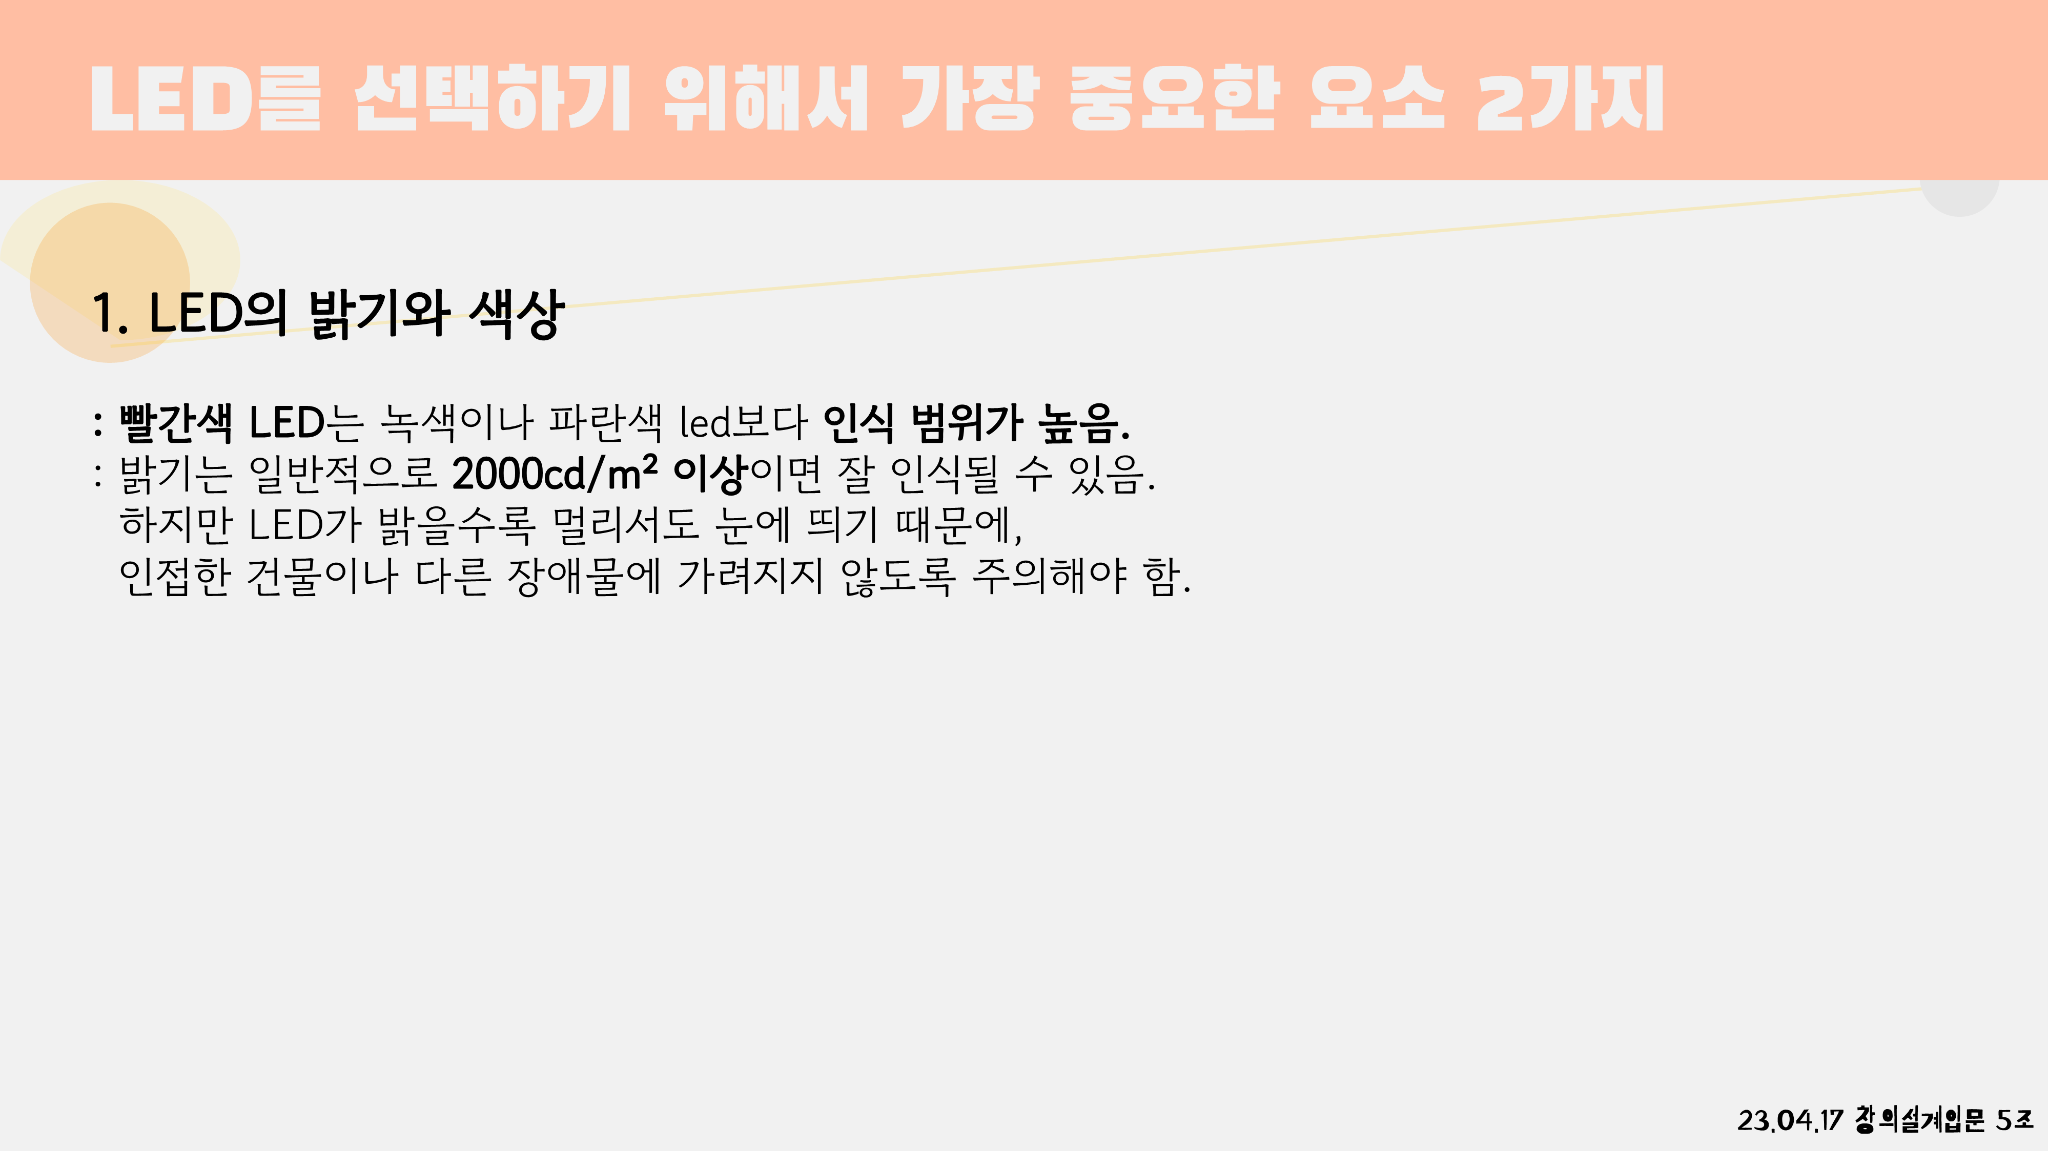 LED를 선택하기 위해서 가장 중요한 요소 2가지
1. LED의 밝기와 색상
: 빨간색 LED는 녹색이나 파란색 led보다 인식 범위가 높음.
: 밝기는 일반적으로 2000cd/m² 이상이면 잘 인식될 수 있음.
하지만 LED가 밝을수록 멀리서도 눈에 띄기 때문에,
인접한 건물이나 다른 장애물에 가려지지 않도록 주의해야 함.
23.04.17 창의설계입문 5조